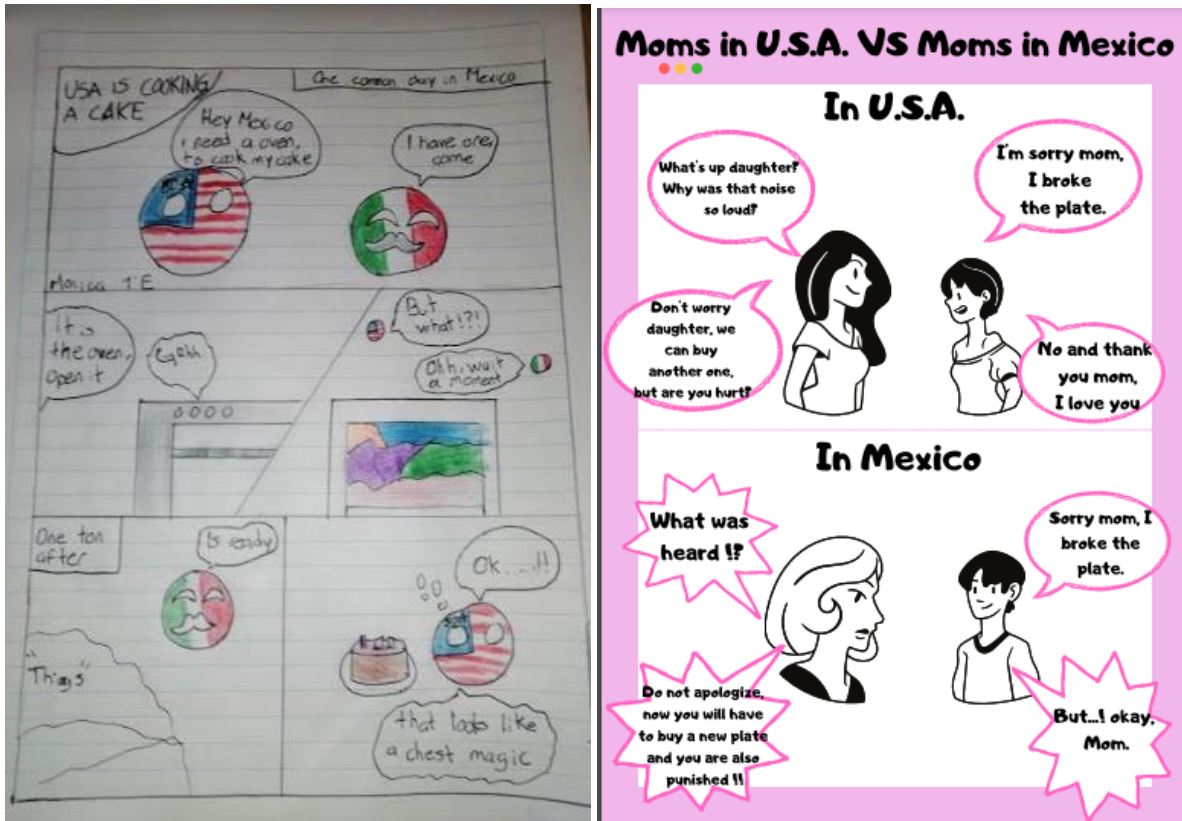 USA IS COOKING
A CAKE
One common day in Mexico
Hey Mexico
i need a oven,
to cook my cake
I have one,
come
Monica 1°E
it is
the oven,
open it
But
what!?!
Ohh, wait
a moment
One ton
after
Is ready
"Things"
Ok.....!!
that looks like
a chest magic
Moms in U.S.A. VS Moms in Mexico
In U.S.A.
What's up daughter?
Why was that noise
so loud?
I'm sorry mom,
I broke
the plate.
Don't worry
daughter, we
can buy
another one,
but are you hurt?
No and thank
you mom,
I love you
In Mexico
What was
heard !?
Sorry mom, I
broke the
plate.
Do not apologize,
now you will have
to buy a new plate
and you are also
punished !!
But...! okay,
Mom.